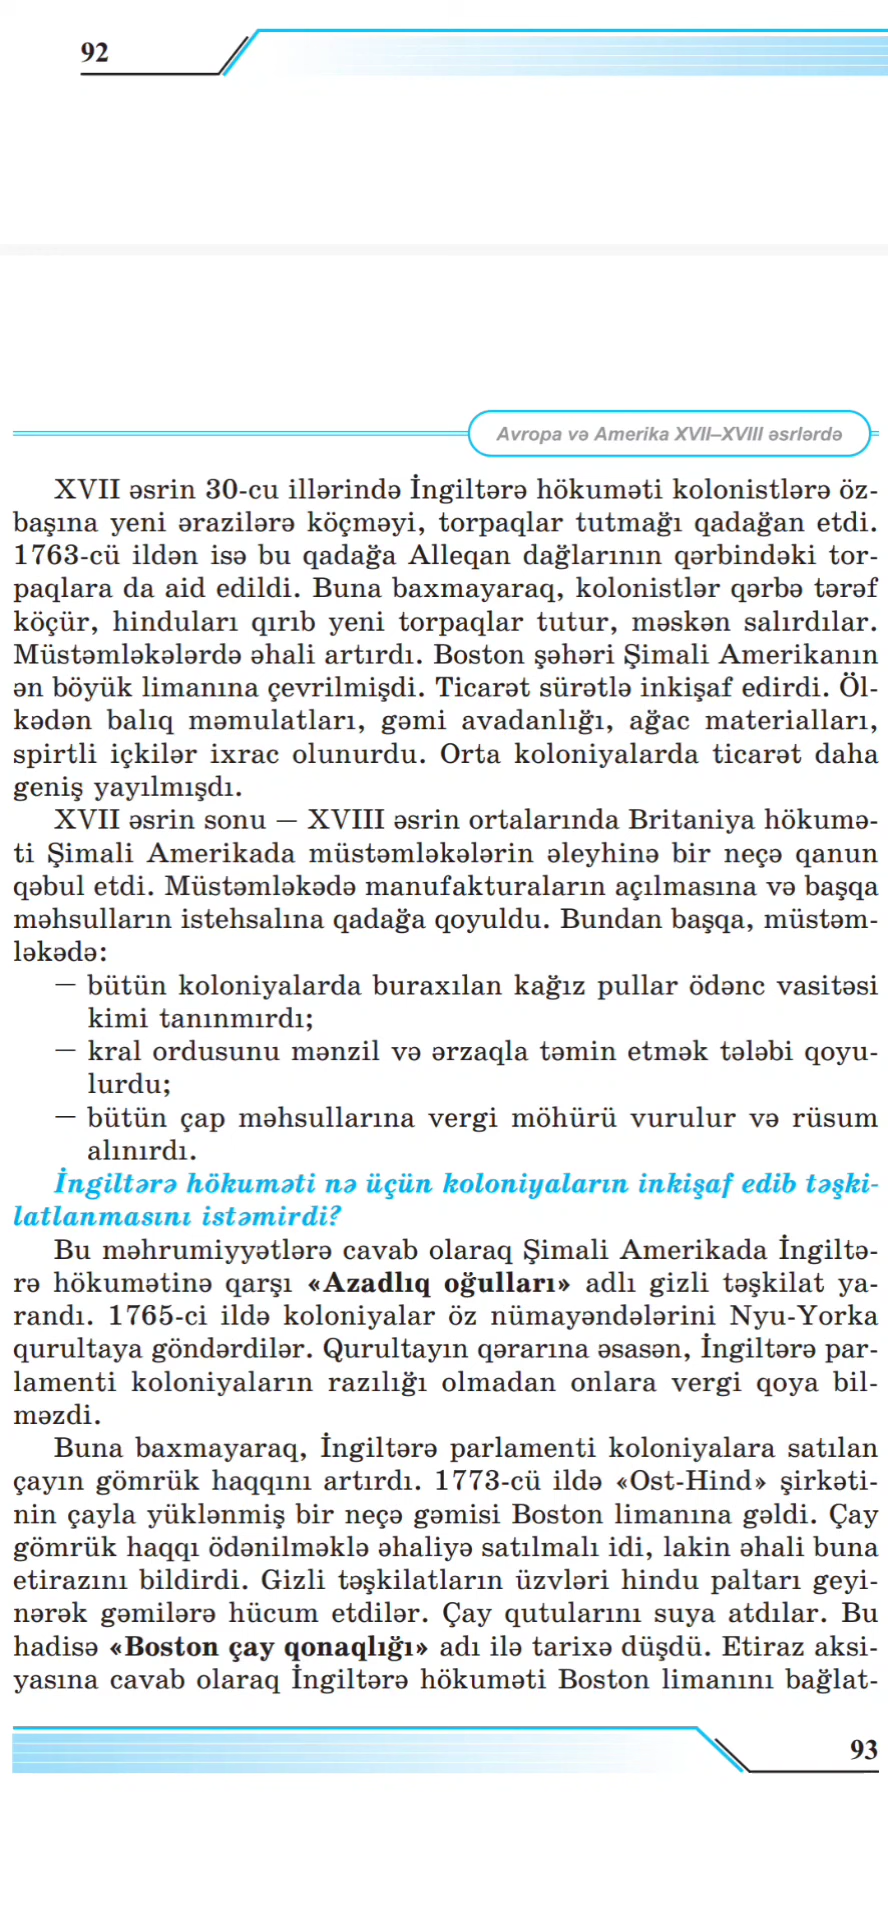 92
Avropa və Amerika XVII–XVIII əsrlərdə
XVII əsrin 30-cu illərində İngiltərə hökuməti kolonistlərə öz-
başına yeni ərazilərə köçməyi, torpaqlar tutmağı qadağan etdi.
1763-cü ildən isə bu qadağa Alleqan dağlarının qərbindəki tor-
paqlara da aid edildi. Buna baxmayaraq, kolonistlər qərbə tərəf
köçür, hinduları qırıb yeni torpaqlar tutur, məskən salırdılar.
Müstəmləkələrdə əhali artırdı. Boston şəhəri Şimali Amerikanın
ən böyük limanına çevrilmişdi. Ticarət sürətlə inkişaf edirdi. Öl-
kədən balıq məmulatları, gəmi avadanlığı, ağac materialları,
spirtli içkilər ixrac olunurdu. Orta koloniyalarda ticarət daha
geniş yayılmışdı.
XVII əsrin sonu — XVIII əsrin ortalarında Britaniya hökumə-
ti Şimali Amerikada müstəmləkələrin əleyhinə bir neçə qanun
qəbul etdi. Müstəmləkədə manufakturaların açılmasına və başqa
məhsulların istehsalına qadağa qoyuldu. Bundan başqa, müstəm-
ləkədə:
— bütün koloniyalarda buraxılan kağız pullar ödənc vasitəsi
kimi tanınmırdı;
— kral ordusunu mənzil və ərzaqla təmin etmək tələbi qoyu-
lurdu;
— bütün çap məhsullarına vergi möhürü vurulur və rüsum
alınırdı.
İngiltərə hökuməti nə üçün koloniyaların inkişaf edib təşki-
latlanmasını istəmirdi?
Bu məhrumiyyətlərə cavab olaraq Şimali Amerikada İngiltə-
rə hökumətinə qarşı «Azadlıq oğulları» adlı gizli təşkilat ya-
randı. 1765-ci ildə koloniyalar öz nümayəndələrini Nyu-Yorka
qurultaya göndərdilər. Qurultayın qərarına əsasən, İngiltərə par-
lamenti koloniyaların razılığı olmadan onlara vergi qoya bil-
məzdi.
Buna baxmayaraq, İngiltərə parlamenti koloniyalara satılan
çayın gömrük haqqını artırdı. 1773-cü ildə «Ost-Hind» şirkəti-
nin çayla yüklənmiş bir neçə gəmisi Boston limanına gəldi. Çay
gömrük haqqı ödənilməklə əhaliyə satılmalı idi, lakin əhali buna
etirazını bildirdi. Gizli təşkilatların üzvləri hindu paltarı geyi-
nərək gəmilərə hücum etdilər. Çay qutularını suya atdılar. Bu
hadisə «Boston çay qonaqlığı» adı ilə tarixə düşdü. Etiraz aksi-
yasına cavab olaraq İngiltərə hökuməti Boston limanını bağlat-
93